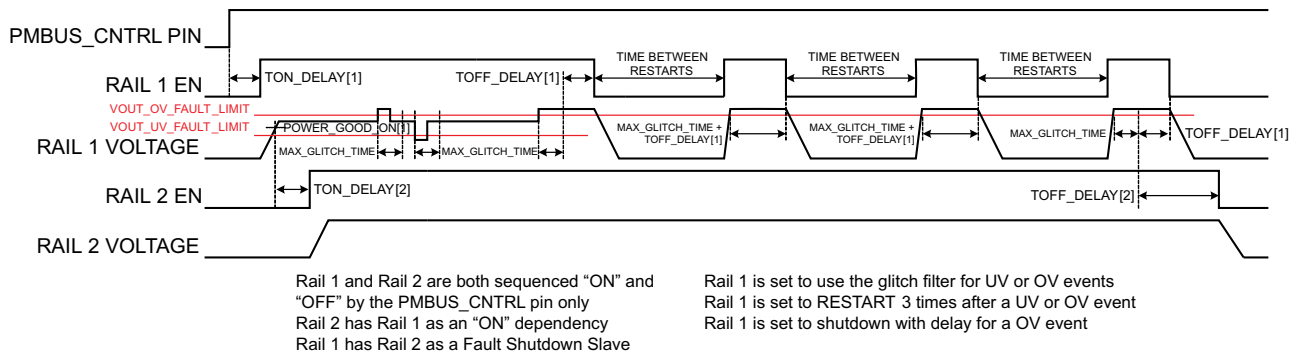 PMBUS_CNTRL PIN
TIME BETWEEN
RESTARTS
TIME BETWEEN
RESTARTS
TIME BETWEEN
RESTARTS
TON_DELAY[1]
TOFF_DELAY[1]
RAIL 1 EN
VOUT_OV_FAULT_LIMIT
VOUT_UV_FAULT_LIMIT
POWER_GOOD_ON[1]
RAIL 1 VOLTAGE
MAX_GLITCH_TIME
MAX_GLITCH_TIME
MAX_GLITCH_TIME +
TOFF_DELAY[1]
MAX_GLITCH_TIME +
TOFF_DELAY[1]
MAX_GLITCH_TIME
TOFF_DELAY[1]
RAIL 2 EN
TON_DELAY[2]
TOFF_DELAY[2]
RAIL 2 VOLTAGE
Rail 1 and Rail 2 are both sequenced “ON” and
“OFF” by the PMBUS_CNTRL pin only
Rail 2 has Rail 1 as an “ON” dependency
Rail 1 has Rail 2 as a Fault Shutdown Slave
Rail 1 is set to use the glitch filter for UV or OV events
Rail 1 is set to RESTART 3 times after a UV or OV event
Rail 1 is set to shutdown with delay for a OV event